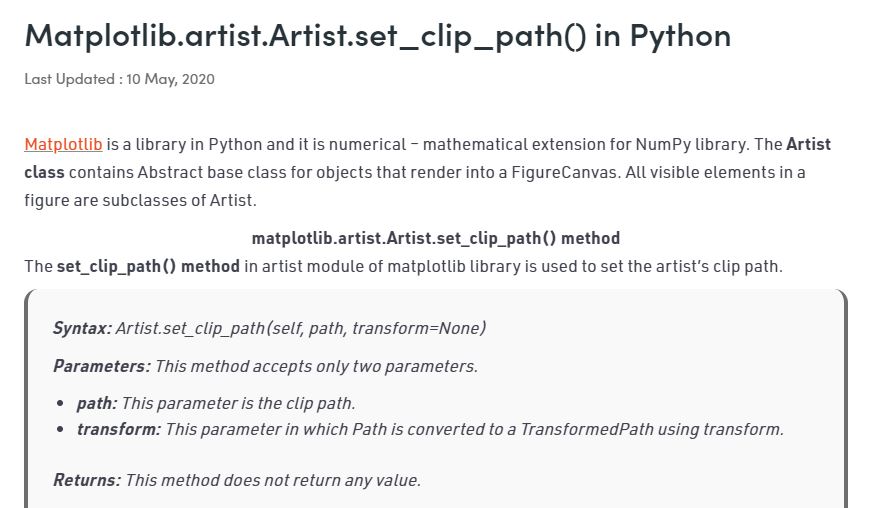 Matplotlib.artist.Artist.set_clip_path() in Python
Last Updated : 10 May, 2020
Matplotlib is a library in Python and it is numerical – mathematical extension for NumPy library. The Artist
class contains Abstract base class for objects that render into a FigureCanvas. All visible elements in a
figure are subclasses of Artist.
matplotlib.artist.Artist.set_clip_path() method
The set_clip_path() method in artist module of matplotlib library is used to set the artist's clip path.
Syntax: Artist.set_clip_path(self, path, transform=None)
Parameters: This method accepts only two parameters.
• path: This parameter is the clip path.
• transform: This parameter in which Path is converted to a TransformedPath using transform.
Returns: This method does not return any value.